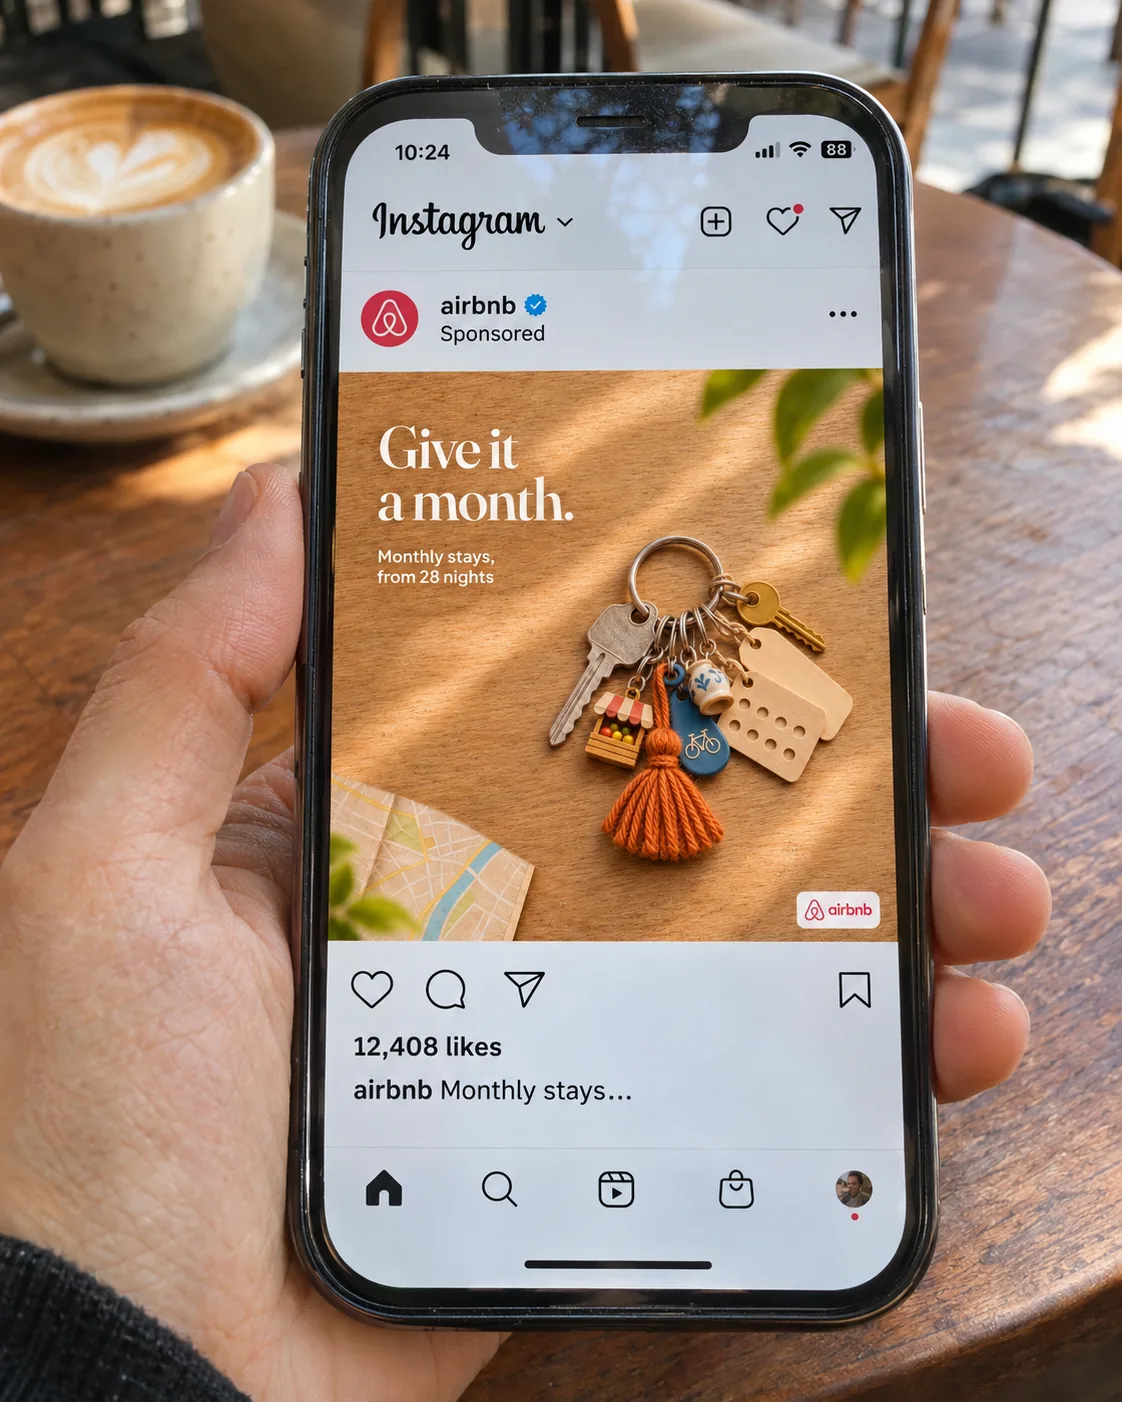 10:24
88
Instagram
airbnb
Sponsored
Give it
a month.
Monthly stays,
from 28 nights
airbnb
12,408 likes
airbnb Monthly stays...